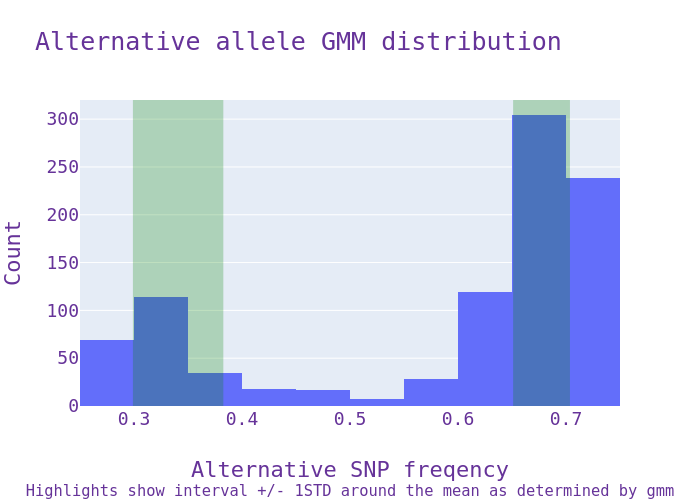 Alternative allele GMM distribution
300
250
200
150
100
50
0
Count
0.3 0.4 0.5 0.6 0.7
Alternative SNP freqency
Highlights show interval +/- 1STD around the mean as determined by gmm